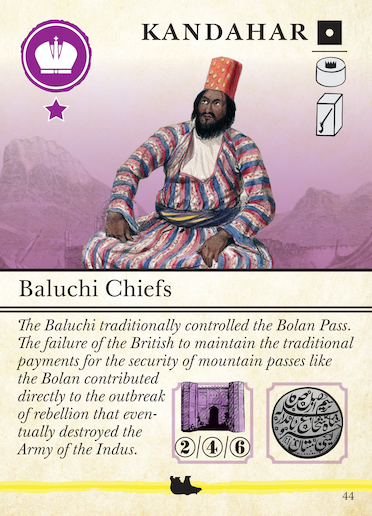 KANDAHAR
Baluchi Chiefs
The Baluchi traditionally controlled the Bolan Pass.
The failure of the British to maintain the traditional
payments for the security of mountain passes like
the Bolan contributed
directly to the outbreak
of rebellion that even-
tually destroyed the
Army of the Indus.
2/4/6
44